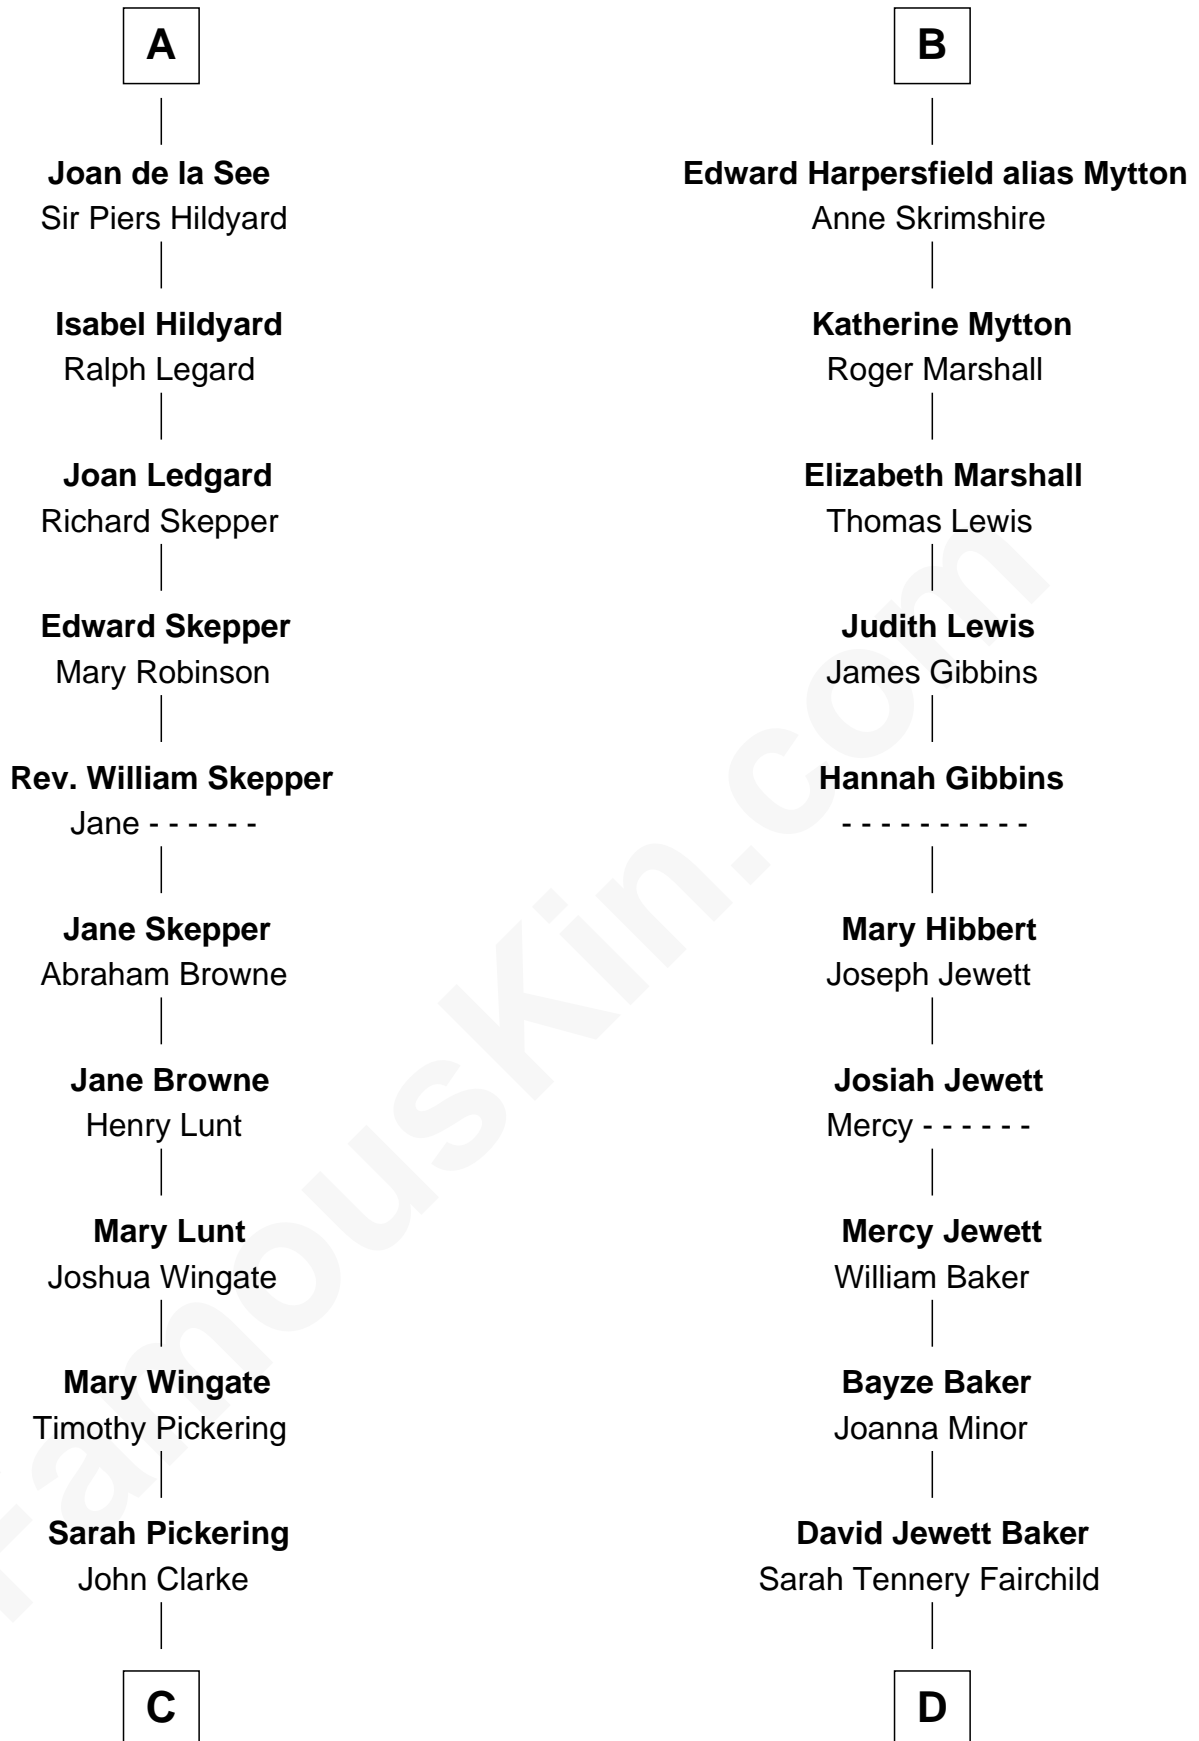 A
Joan de la See
Sir Piers Hildyard
Isabel Hildyard
Ralph Legard
Joan Ledgard
Richard Skepper
Edward Skepper
Mary Robinson
Rev. William Skepper
Jane - - - - - -
Jane Skepper
Abraham Browne
Jane Browne
Henry Lunt
Mary Lunt
Joshua Wingate
Mary Wingate
Timothy Pickering
Sarah Pickering
John Clarke
C
B
Edward Harpersfield alias Mytton
Anne Skrimshire
Katherine Mytton
Roger Marshall
Elizabeth Marshall
Thomas Lewis
Judith Lewis
James Gibbins
Hannah Gibbins
- - - - - - - - - -
Mary Hibbert
Joseph Jewett
Josiah Jewett
Mercy - - - - - -
Mercy Jewett
William Baker
Bayze Baker
Joanna Minor
David Jewett Baker
Sarah Tennery Fairchild
D
FamousKin.com